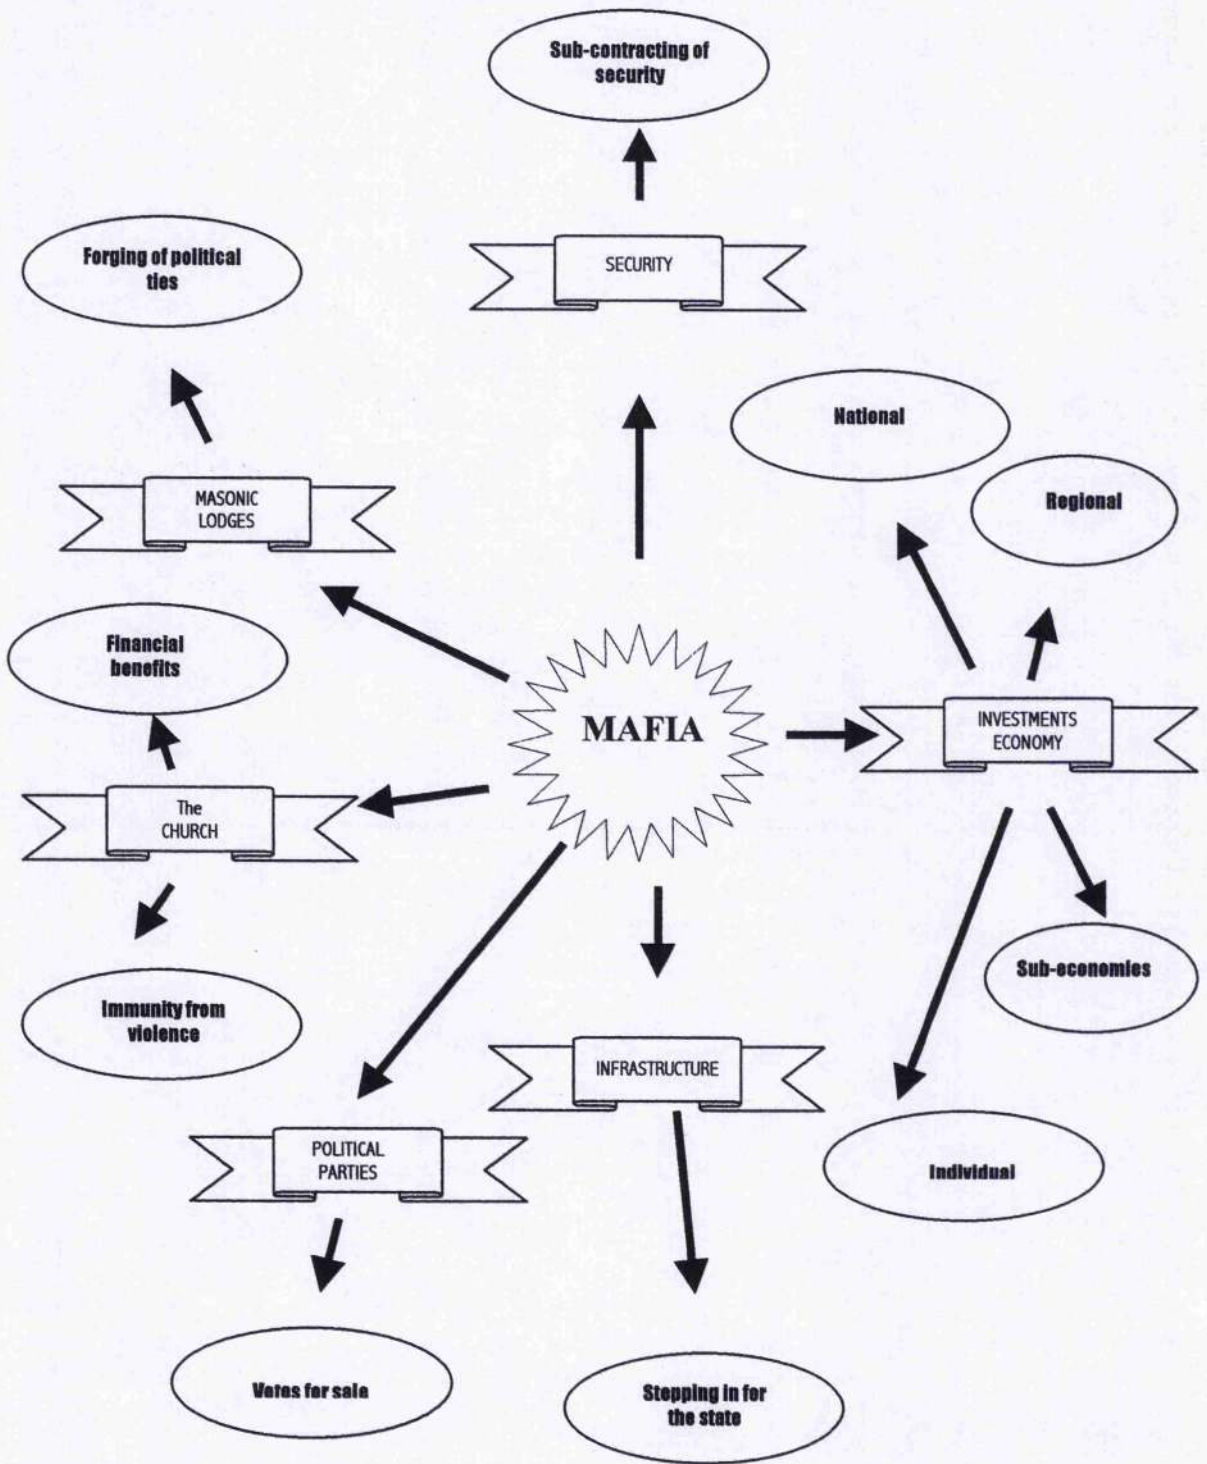 Sub-contracting of
security
Forging of political
ties
SECURITY
National
Regional
MASONIC
LODGES
Financial
benefits
MAFIA
INVESTMENTS
ECONOMY
The
CHURCH
Sub-economies
Immunity from
violence
INFRASTRUCTURE
POLITICAL
PARTIES
Individual
Votes for sale
Stepping in for
the state